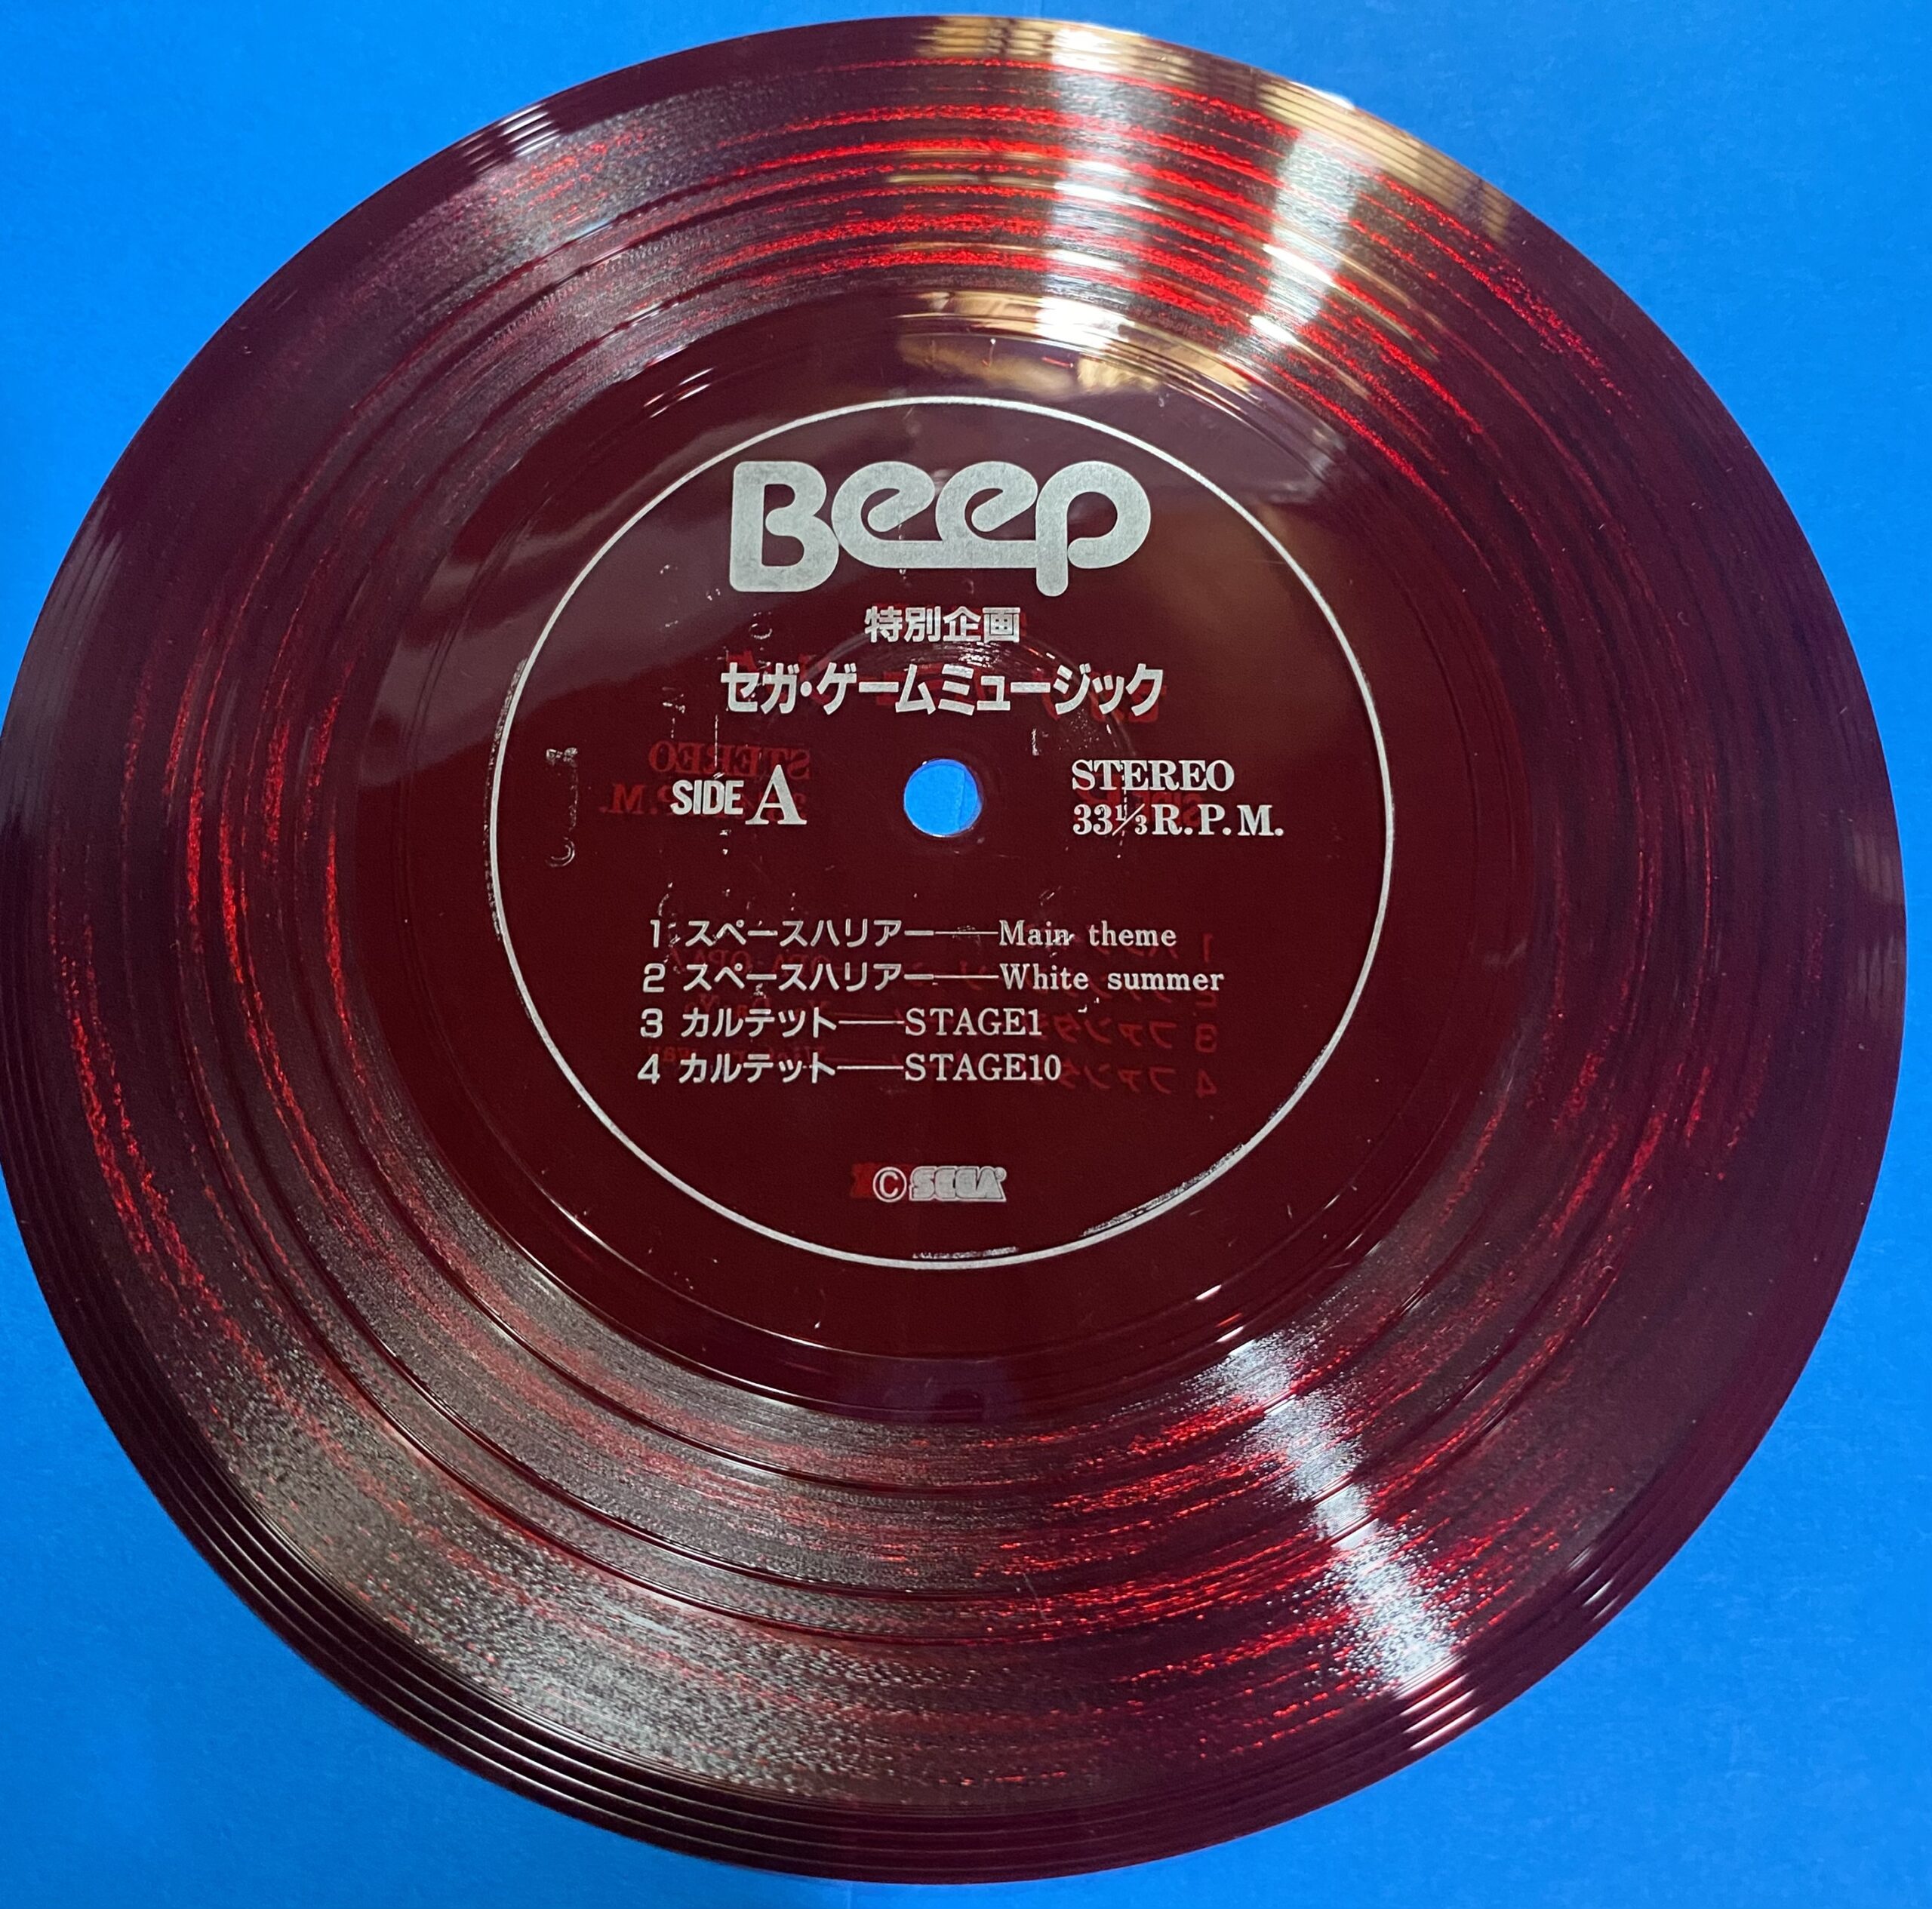 Beep
特別企画
セガ・ゲームミュージック
SIDE A
STEREO
33⅓R.P.M.
1 スペースハリアー——Main theme
2 スペースハリアー——White summer
3 カルテット——STAGE1
4 カルテット——STAGE10
©SEGA